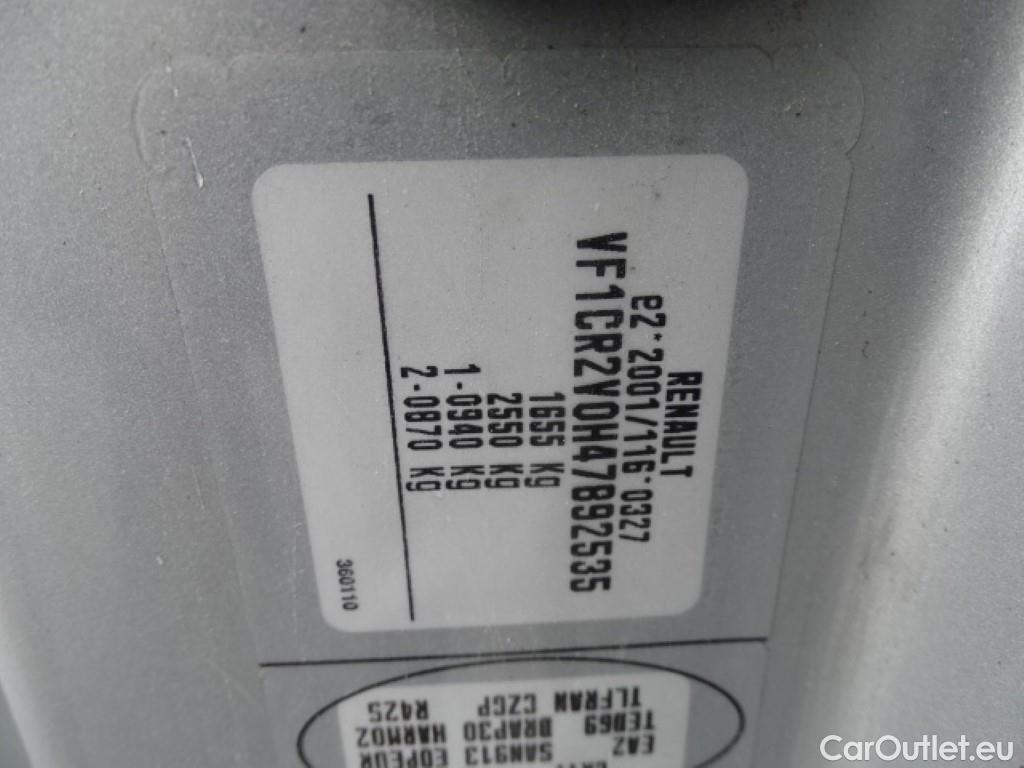 RENAULT
e2*2001/116*0327
VF1CR2V0H47892535
1655 Kg
2550 Kg
1-0940 Kg
2-0870 Kg
360110
EA2 SAN913 EDPEUR
TED69 DRAP30 HARM02
TLFRAN CZGP R425
CarOutlet.eu